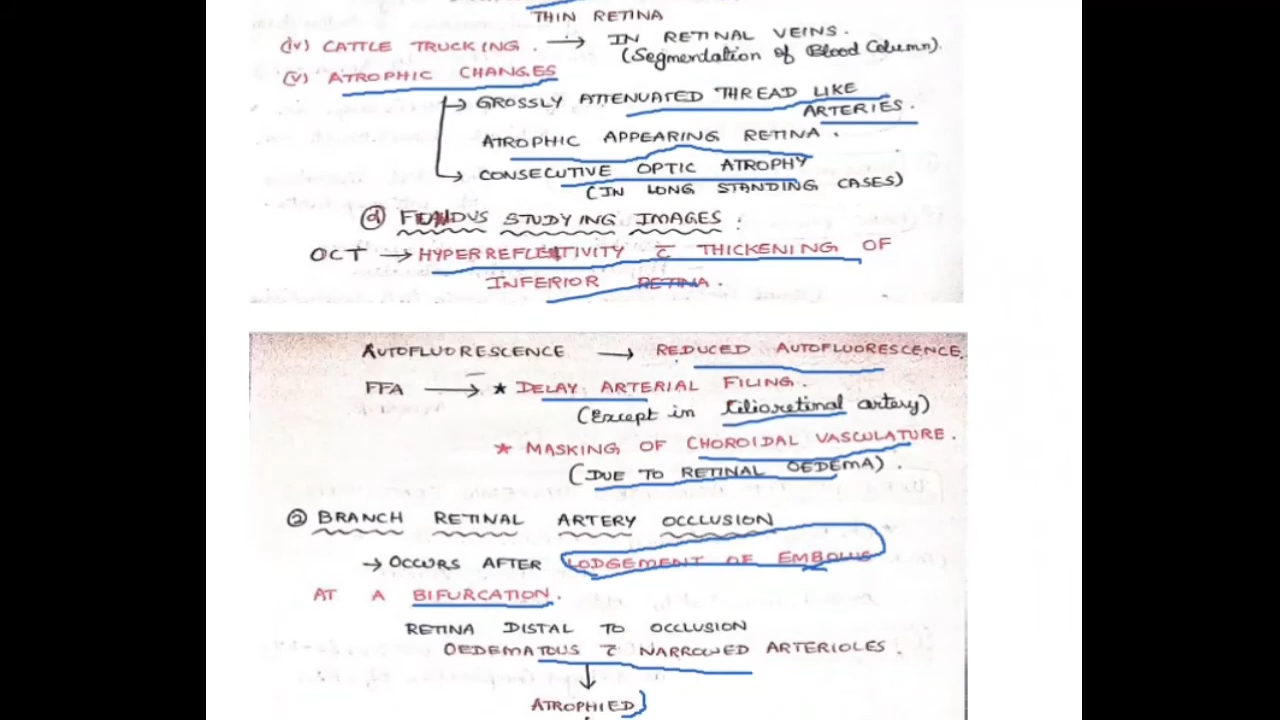 THIN RETINA
(iv) CATTLE TRUCKING. → IN RETINAL VEINS.
(Segmentation of Blood Column).
(v) ATROPHIC CHANGES
→ GROSSLY ATTENUATED THREAD LIKE
ARTERIES.
ATROPHIC APPEARING RETINA.
→ CONSECUTIVE OPTIC ATROPHY
(IN LONG STANDING CASES)
ⓓ FUNDUS STUDYING IMAGES.
OCT → HYPERREFLECTIVITY c̄ THICKENING OF
INFERIOR RETINA.
AUTOFLUORESCENCE → REDUCED AUTOFLUORESCENCE.
FFA → ★ DELAY ARTERIAL FILING.
(Except in Cilioretinal artery)
★ MASKING OF CHOROIDAL VASCULATURE.
(DUE TO RETINAL OEDEMA).
② BRANCH RETINAL ARTERY OCCLUSION
→ OCCURS AFTER LODGEMENT OF EMBOLUS
AT A BIFURCATION.
RETINA DISTAL TO OCCLUSION
OEDEMATOUS c̄ NARROWED ARTERIOLES.
↓
ATROPHIED